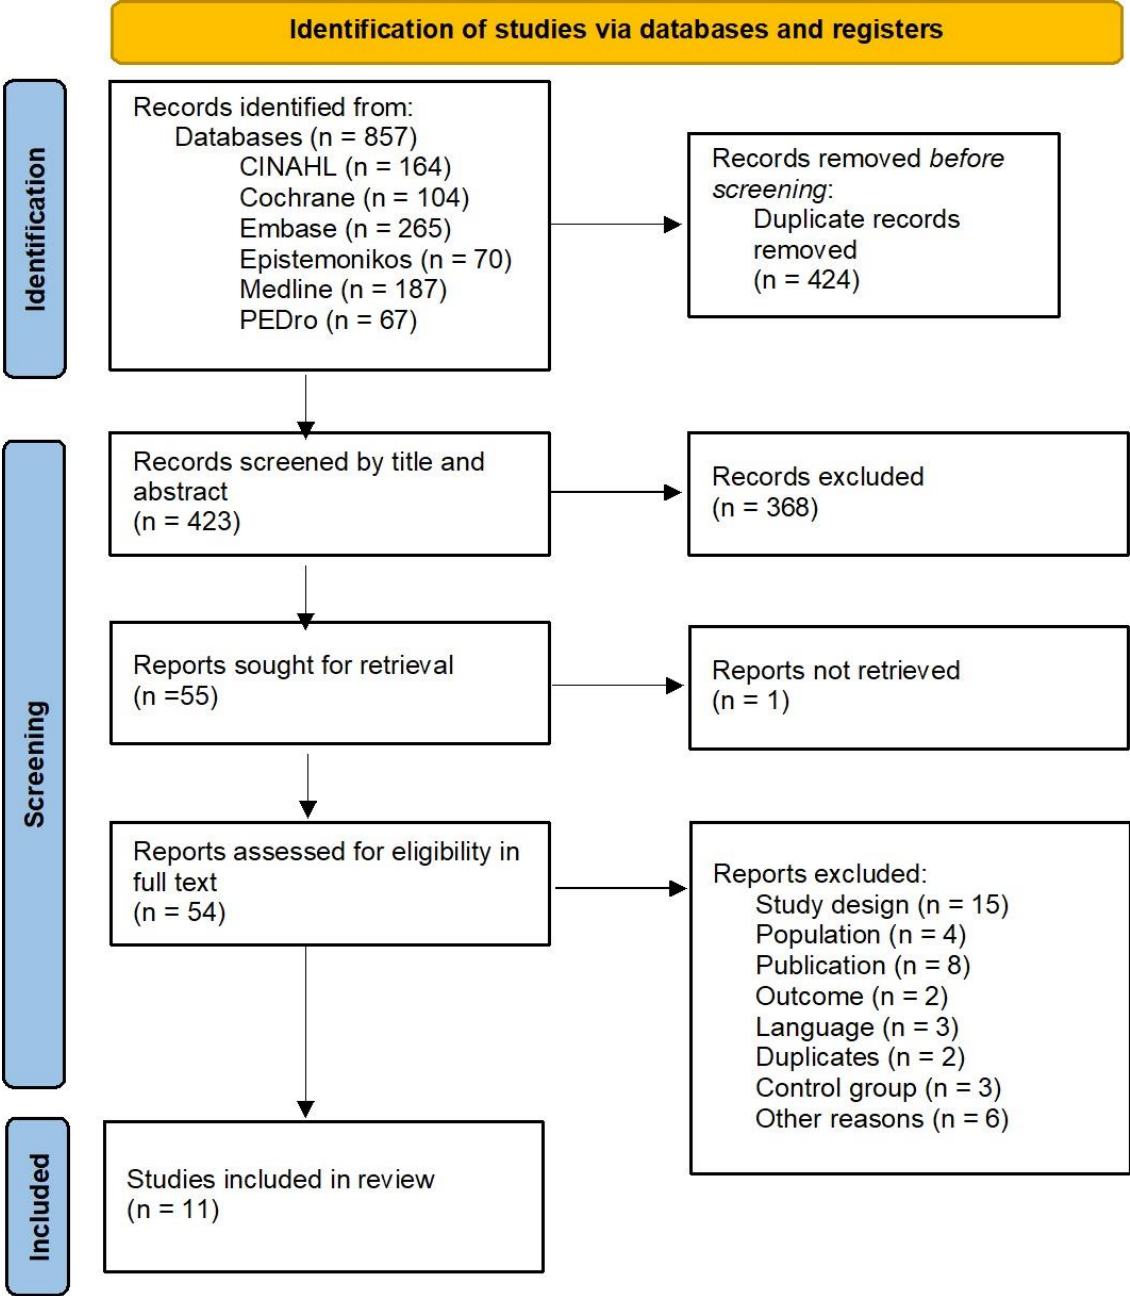 Identification of studies via databases and registers
Identification
Records identified from:
Databases (n = 857)
CINAHL (n = 164)
Cochrane (n = 104)
Embase (n = 265)
Epistemonikos (n = 70)
Medline (n = 187)
PEDro (n = 67)
Records removed before
screening:
Duplicate records
removed
(n = 424)
Screening
Records screened by title and
abstract
(n = 423)
Records excluded
(n = 368)
Reports sought for retrieval
(n =55)
Reports not retrieved
(n = 1)
Reports assessed for eligibility in
full text
(n = 54)
Reports excluded:
Study design (n = 15)
Population (n = 4)
Publication (n = 8)
Outcome (n = 2)
Language (n = 3)
Duplicates (n = 2)
Control group (n = 3)
Other reasons (n = 6)
Included
Studies included in review
(n = 11)